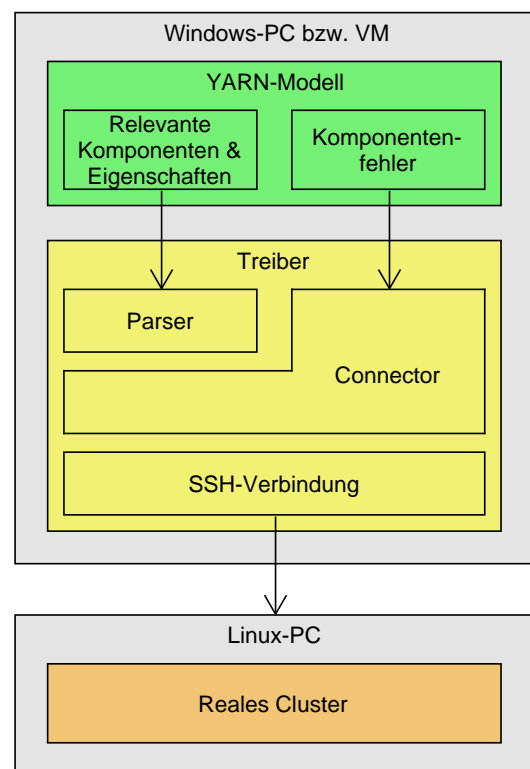 Windows-PC bzw. VM
YARN-Modell
Relevante
Komponenten &
Eigenschaften
Komponenten-
fehler
Treiber
Parser
Connector
SSH-Verbindung
Linux-PC
Reales Cluster